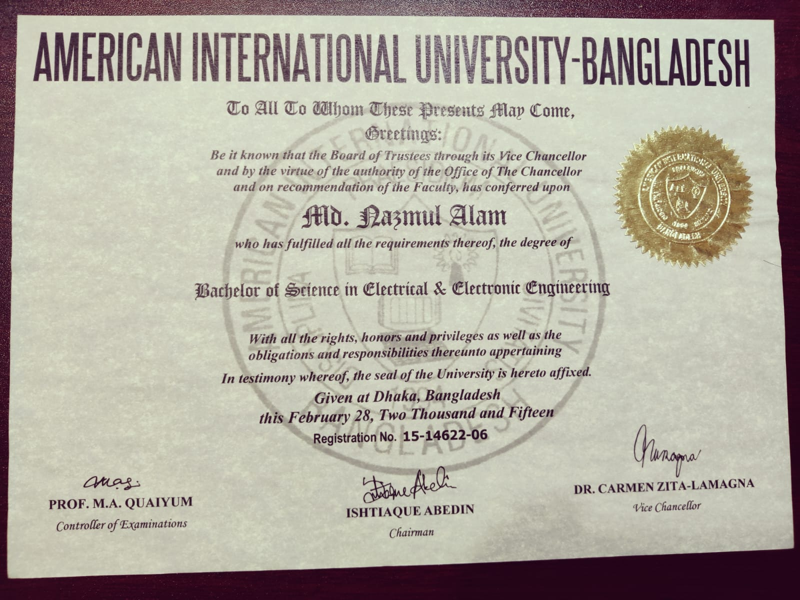 AMERICAN INTERNATIONAL UNIVERSITY-BANGLADESH
To All To Whom These Presents May Come,
Greetings:
Be it known that the Board of Trustees through its Vice Chancellor
and by the virtue of the authority of the Office of The Chancellor
and on recommendation of the Faculty, has conferred upon
Md. Nazmul Alam
who has fulfilled all the requirements thereof, the degree of
Bachelor of Science in Electrical & Electronic Engineering
With all the rights, honors and privileges as well as the
obligations and responsibilities thereunto appertaining
In testimony whereof, the seal of the University is hereto affixed.
Given at Dhaka, Bangladesh
this February 28, Two Thousand and Fifteen
Registration No. 15-14622-06
PROF. M.A. QUAIYUM
Controller of Examinations
ISHTIAQUE ABEDIN
Chairman
DR. CARMEN ZITA-LAMAGNA
Vice Chancellor
AMERICAN INTERNATIONAL UNIVERSITY
BANGLADESH